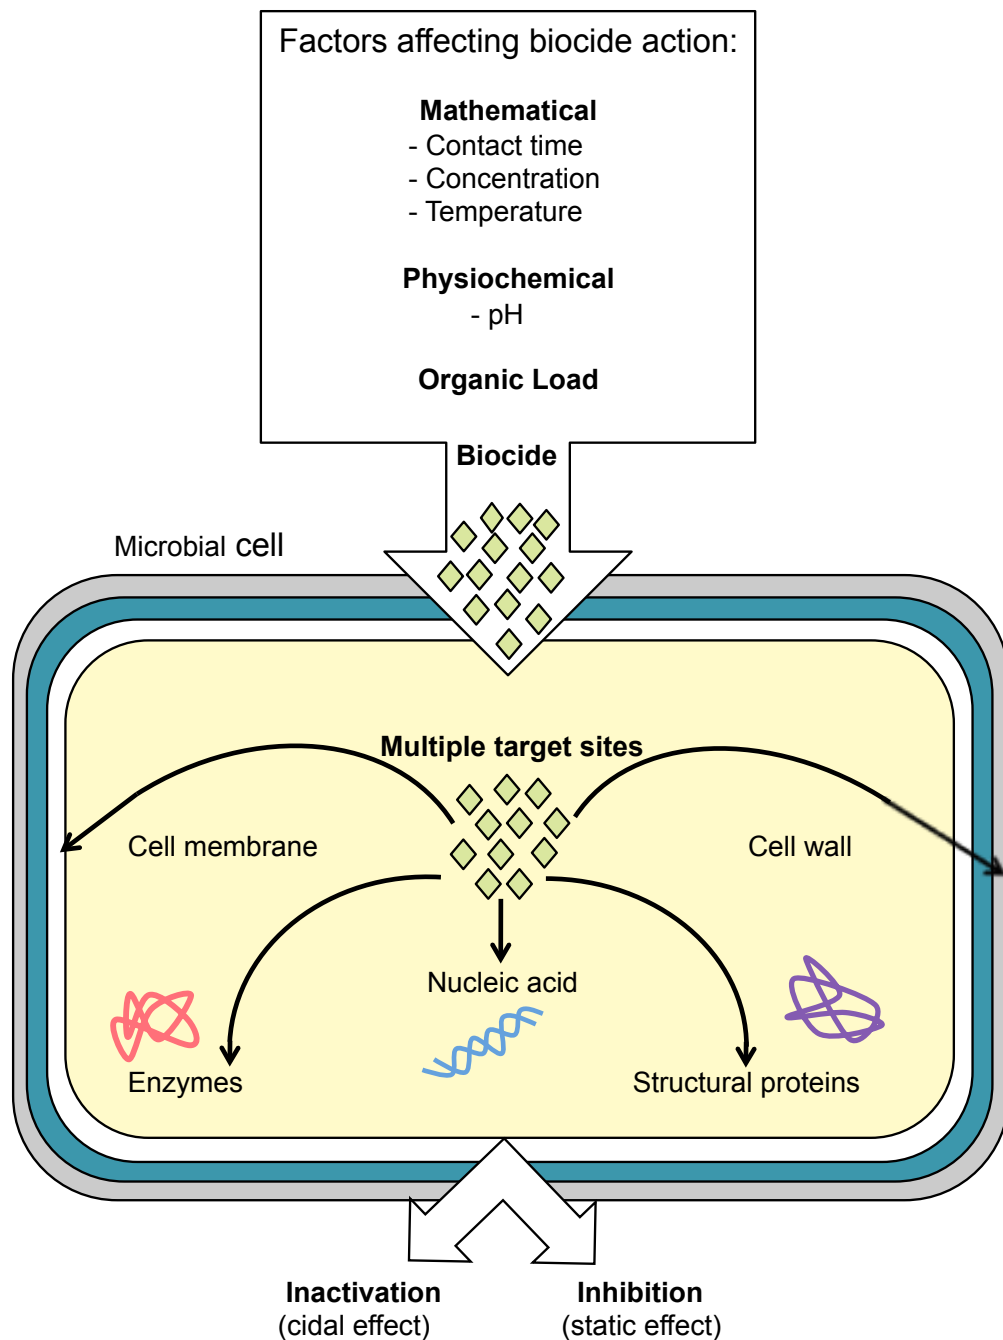 Factors affecting biocide action:
Mathematical
- Contact time
- Concentration
- Temperature
Physiochemical
- pH
Organic Load
Biocide
Microbial cell
Multiple target sites
Cell membrane
Cell wall
Nucleic acid
Enzymes
Structural proteins
Inactivation
(cidal effect)
Inhibition
(static effect)